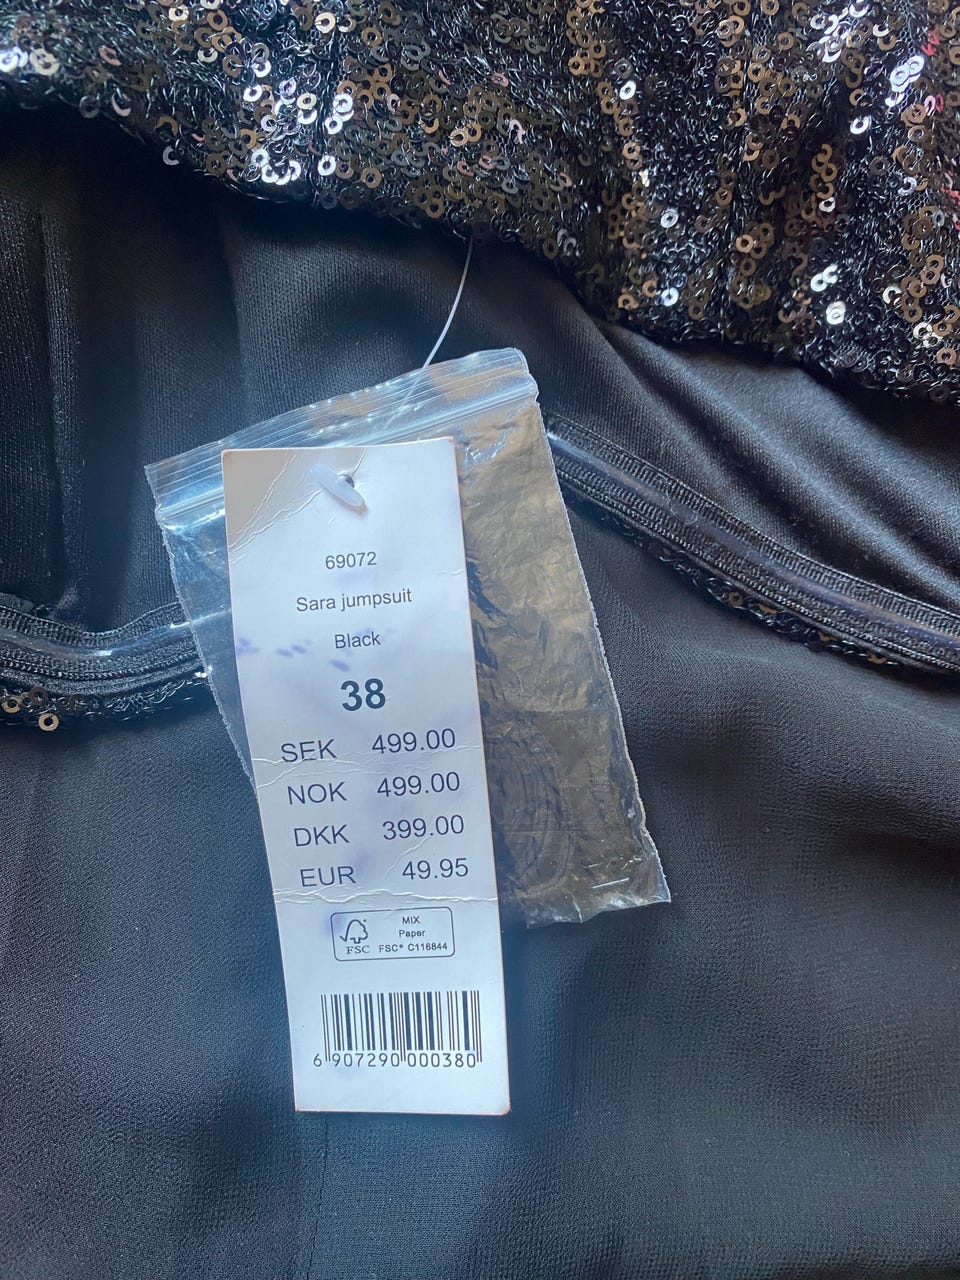 69072
Sara jumpsuit
Black
38
SEK 499.00
NOK 499.00
DKK 399.00
EUR 49.95
MIX
Paper
FSC FSC® C116844
6 907290 000380